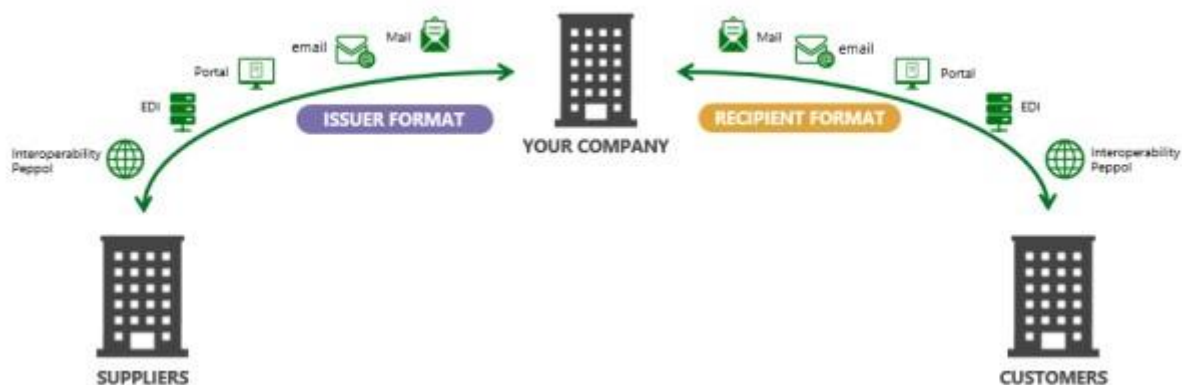 Mail
email
Portal
EDI
Interoperability
Peppol
ISSUER FORMAT
YOUR COMPANY
Mail
email
Portal
EDI
Interoperability
Peppol
RECIPIENT FORMAT
SUPPLIERS
CUSTOMERS